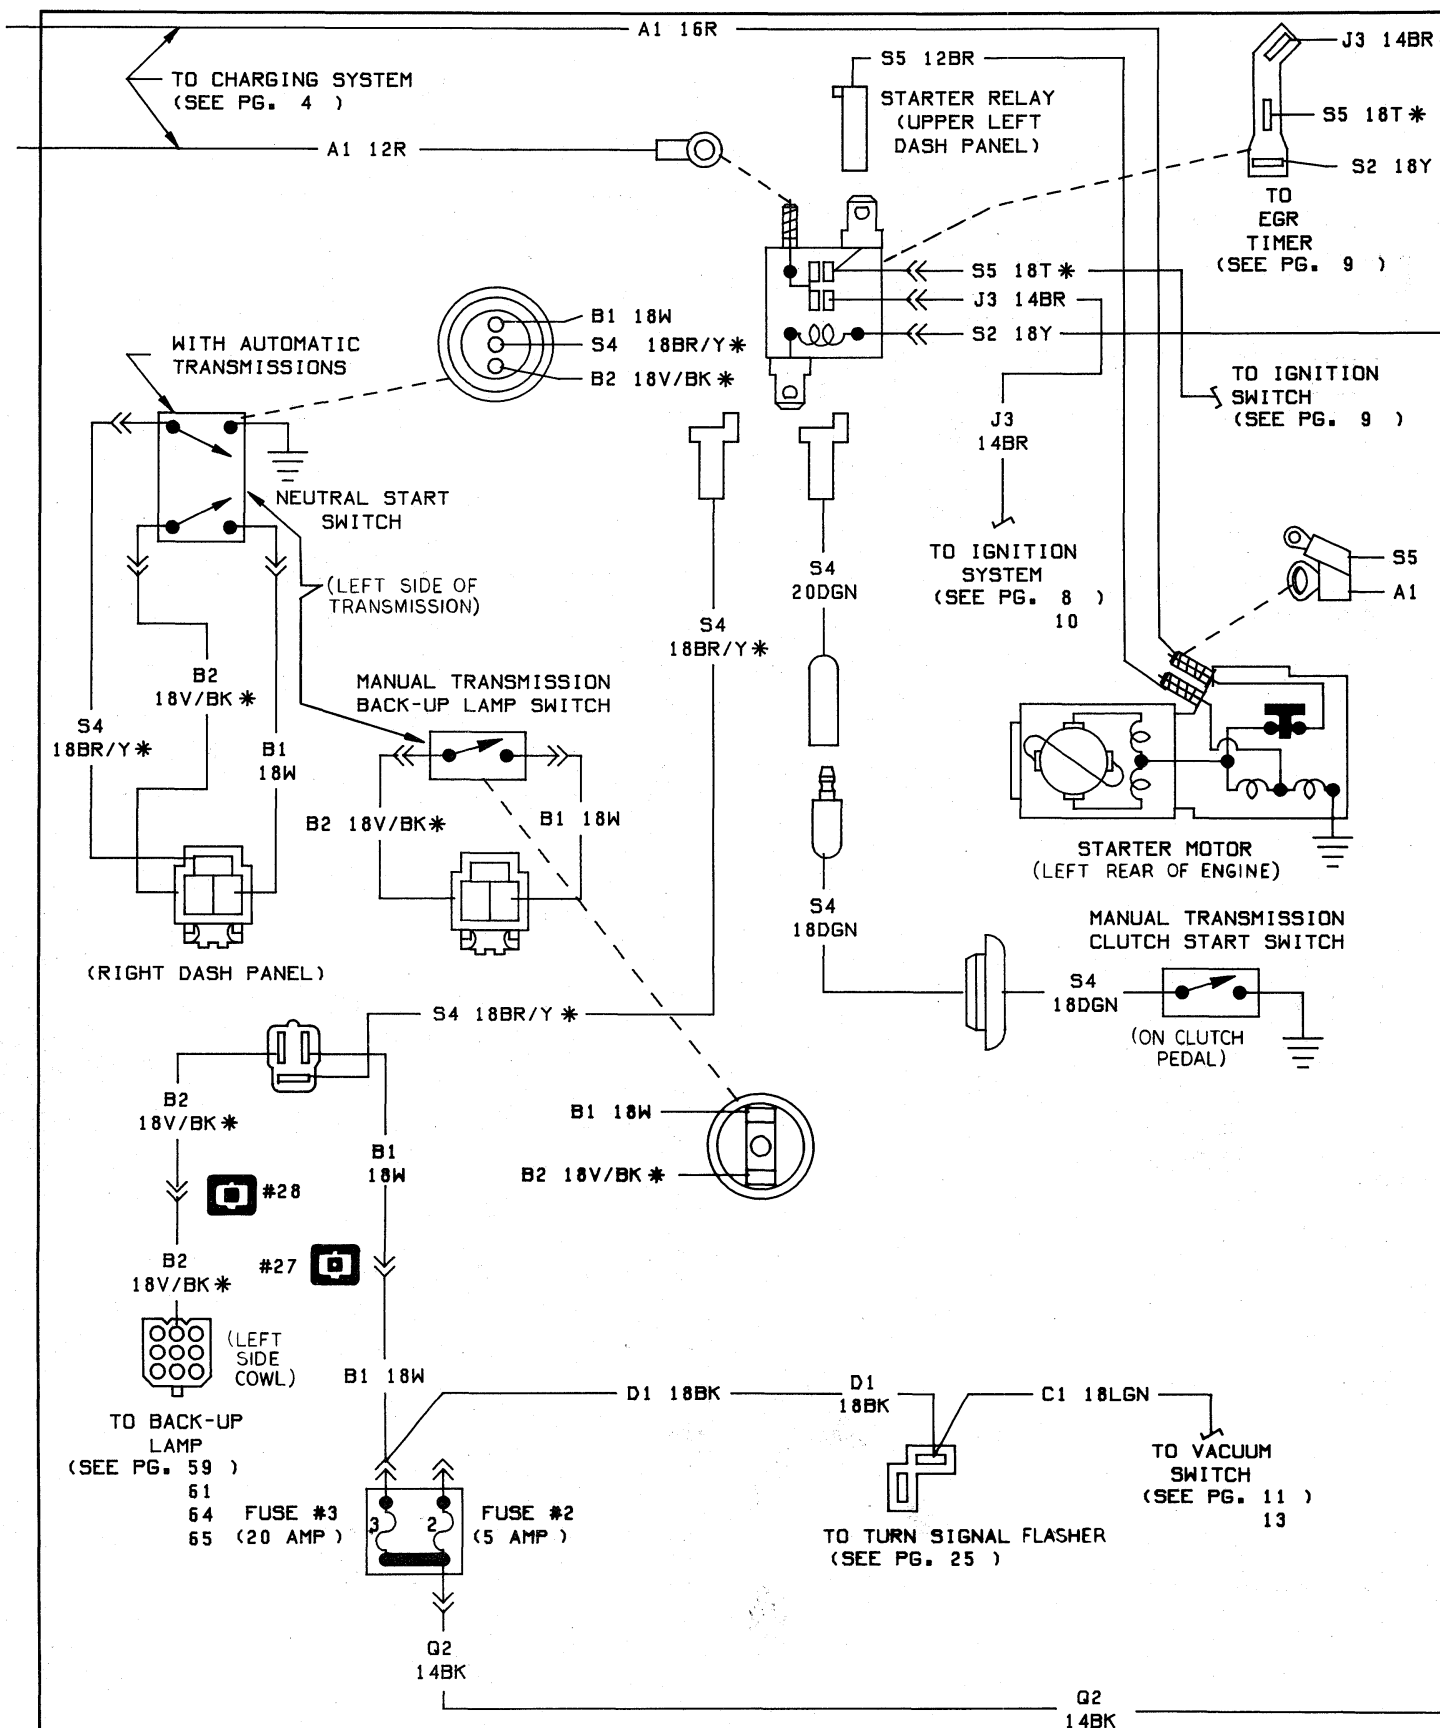 A1 16R
J3 14BR
S5 12BR
TO CHARGING SYSTEM
(SEE PG. 4 )
STARTER RELAY
(UPPER LEFT
DASH PANEL)
S5 18T *
A1 12R
S2 18Y
TO
EGR
TIMER
(SEE PG. 9 )
S5 18T *
J3 14BR
S2 18Y
B1 18W
S4 18BR/Y *
B2 18V/BK *
WITH AUTOMATIC
TRANSMISSIONS
TO IGNITION
SWITCH
(SEE PG. 9 )
J3
14BR
NEUTRAL START
SWITCH
TO IGNITION
SYSTEM
(SEE PG. 8 )
10
S5
A1
S4
20DGN
(LEFT SIDE OF
TRANSMISSION)
S4
18BR/Y *
B2
18V/BK *
MANUAL TRANSMISSION
BACK-UP LAMP SWITCH
S4
18BR/Y *
B1
18W
B2 18V/BK *
B1 18W
STARTER MOTOR
(LEFT REAR OF ENGINE)
S4
18DGN
MANUAL TRANSMISSION
CLUTCH START SWITCH
(RIGHT DASH PANEL)
S4
18DGN
S4 18BR/Y *
(ON CLUTCH
PEDAL)
B2
18V/BK *
B1 18W
B1
18W
B2 18V/BK *
#28
B2
18V/BK *
#27
(LEFT
SIDE
COWL)
B1 18W
D1 18BK
D1
18BK
C1 18LGN
TO BACK-UP
LAMP
(SEE PG. 59 )
61
64
65
TO VACUUM
SWITCH
(SEE PG. 11 )
13
FUSE #3
(20 AMP )
3
2
FUSE #2
(5 AMP )
TO TURN SIGNAL FLASHER
(SEE PG. 25 )
Q2
14BK
Q2
14BK